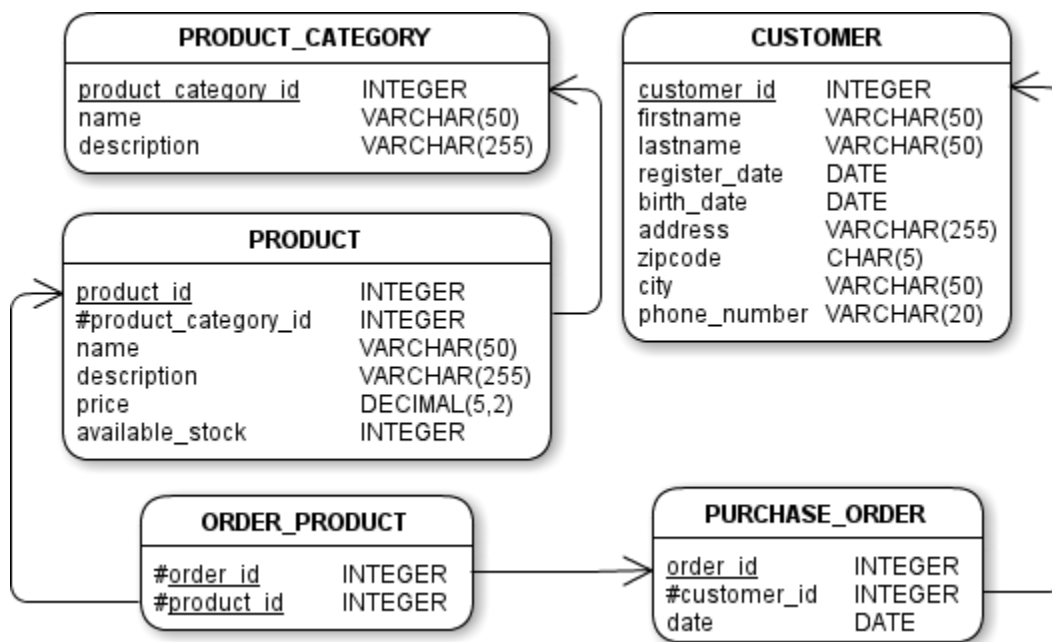 PRODUCT_CATEGORY
product_category_id INTEGER
name VARCHAR(50)
description VARCHAR(255)
CUSTOMER
customer_id INTEGER
firstname VARCHAR(50)
lastname VARCHAR(50)
register_date DATE
birth_date DATE
address VARCHAR(255)
zipcode CHAR(5)
city VARCHAR(50)
phone_number VARCHAR(20)
PRODUCT
product_id INTEGER
#product_category_id INTEGER
name VARCHAR(50)
description VARCHAR(255)
price DECIMAL(5,2)
available_stock INTEGER
ORDER_PRODUCT
#order_id INTEGER
#product_id INTEGER
PURCHASE_ORDER
order_id INTEGER
#customer_id INTEGER
date DATE